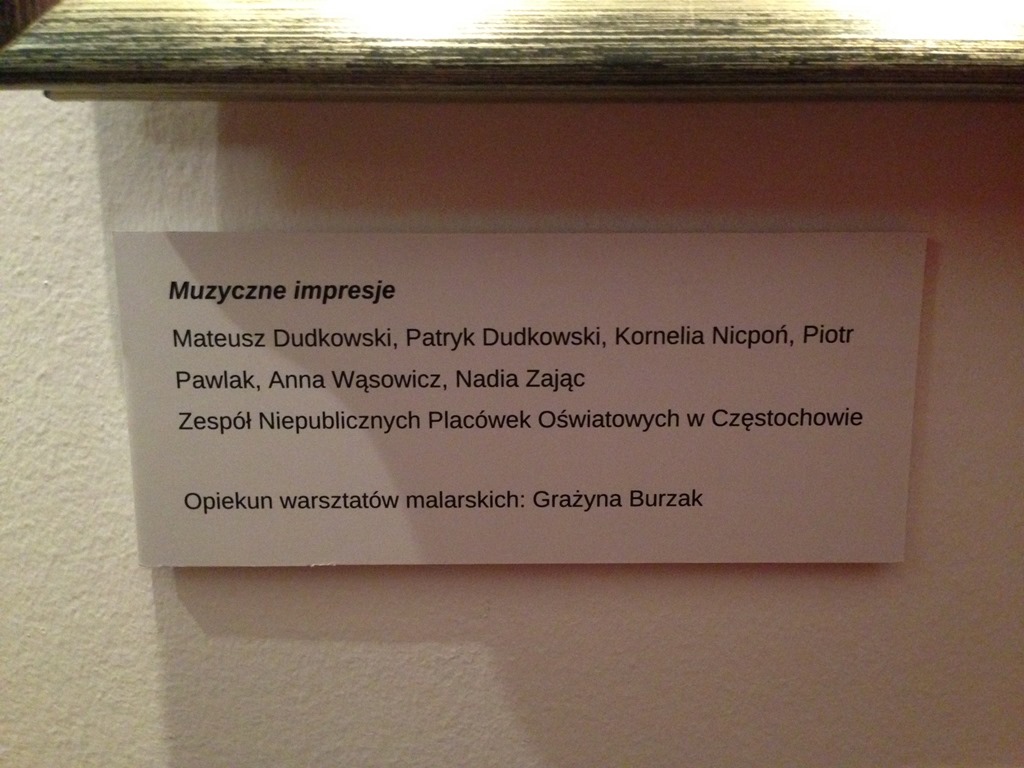 Muzyczne impresje
Mateusz Dudkowski, Patryk Dudkowski, Kornelia Nicpoń, Piotr
Pawlak, Anna Wąsowicz, Nadia Zając
Zespół Niepublicznych Placówek Oświatowych w Częstochowie
Opiekun warsztatów malarskich: Grażyna Burzak